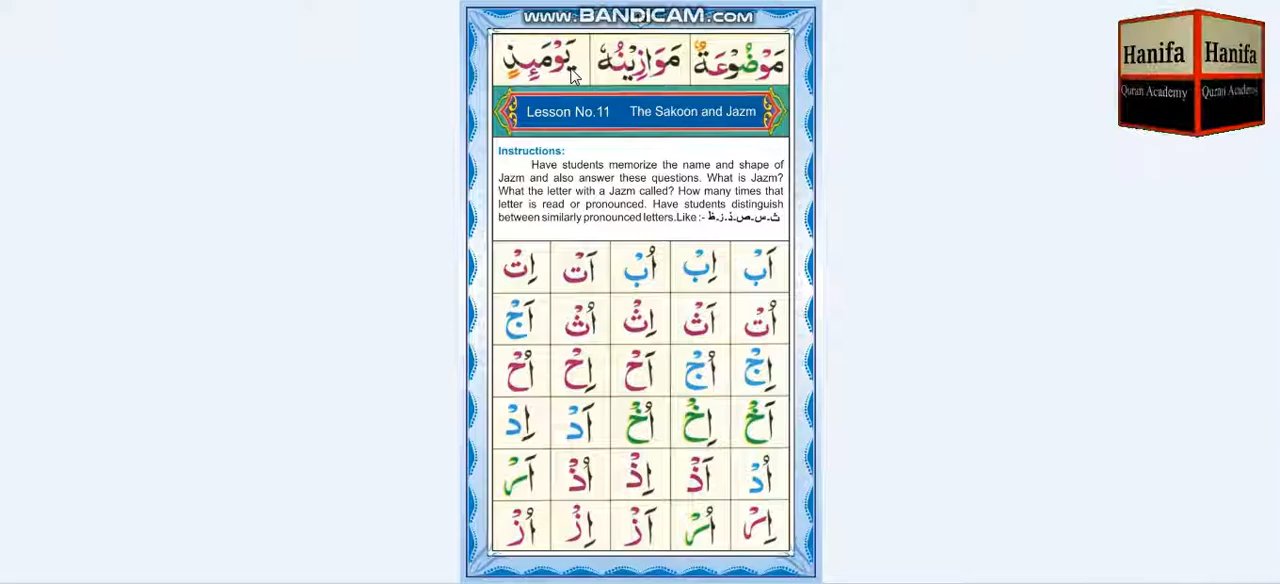 www.BANDICAM.com
مَوْضُوْعَةٌ مَوَازِيْنُهٗ يَوْمَئِذٍ
Lesson No.11 The Sakoon and Jazm
Instructions:
Have students memorize the name and shape of
Jazm and also answer these questions. What is Jazm?
What the letter with a Jazm called? How many times that
letter is read or pronounced. Have students distinguish
between similarly pronounced letters.Like :- ث-س-ص-ذ-ز-ظ
اَبْ اِبْ اُبْ اَتْ اِتْ
اُتْ اَثْ اِثْ اُثْ اَجْ
اِجْ اُجْ اَحْ اِحْ اُحْ
اَخْ اِخْ اُخْ اَدْ اِدْ
اُدْ اَذْ اِذْ اُذْ اَرْ
اِرْ اُرْ اَزْ اِزْ اُزْ
Hanifa Hanifa
Quran Academy Quran Academy